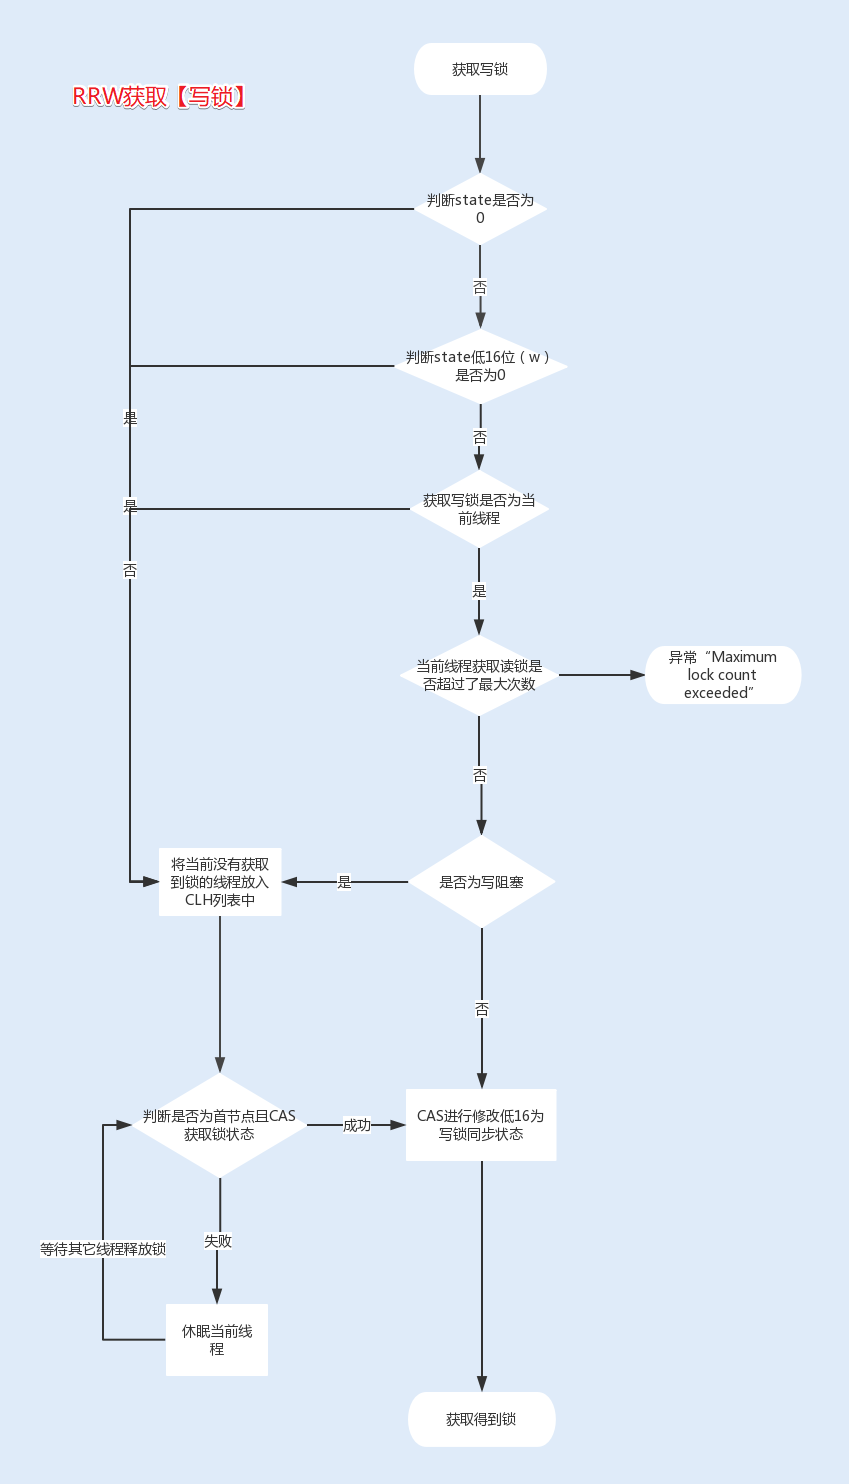 获取写锁
RRW获取【写锁】
判断state是否为
0
否
判断state低16位（w）
是否为0
是
否
获取写锁是否为当
前线程
是
否
是
当前线程获取读锁是
否超过了最大次数
异常“Maximum
lock count
exceeded”
否
将当前没有获取
到锁的线程放入
CLH列表中
是
是否为写阻塞
否
判断是否为首节点且CAS
获取锁状态
成功
CAS进行修改低16为
写锁同步状态
失败
等待其它线程释放锁
休眠当前线
程
获取得到锁